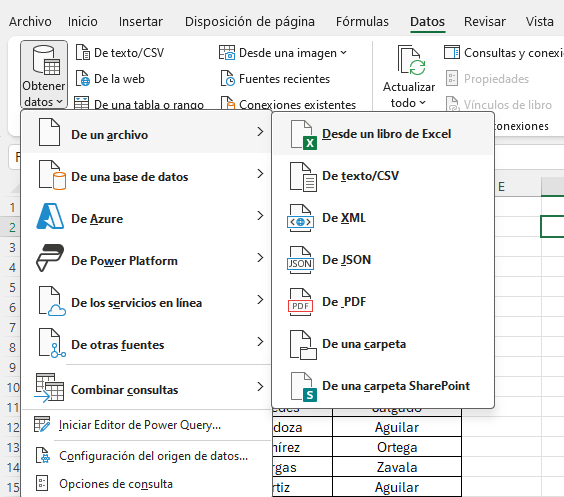 Archivo Inicio Insertar Disposición de página Fórmulas Datos Revisar Vista
Obtener datos
De texto/CSV
De la web
De una tabla o rango
Desde una imagen
Fuentes recientes
Conexiones existentes
Actualizar todo
Consultas y conexi
Propiedades
Vínculos de libro
onexiones
De un archivo
De una base de datos
De Azure
De Power Platform
De los servicios en línea
De otras fuentes
Combinar consultas
Iniciar Editor de Power Query...
Configuración del origen de datos...
Opciones de consulta
Desde un libro de Excel
De texto/CSV
De XML
JSON De JSON
PDF De PDF
De una carpeta
De una carpeta SharePoint
E
1
2
3
4
5
6
7
8
9
10
11 Salgado
12 doza Aguilar
13 mírez Ortega
14 rgas Zavala
15 rtiz Aguilar